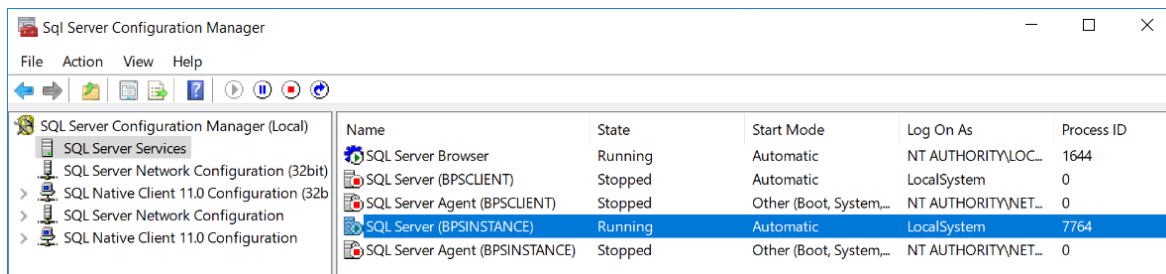 Sql Server Configuration Manager
File Action View Help
SQL Server Configuration Manager (Local)
SQL Server Services
SQL Server Network Configuration (32bit)
SQL Native Client 11.0 Configuration (32b
SQL Server Network Configuration
SQL Native Client 11.0 Configuration
Name State Start Mode Log On As Process ID
SQL Server Browser Running Automatic NT AUTHORITY\LOC... 1644
SQL Server (BPSCLIENT) Stopped Automatic LocalSystem 0
SQL Server Agent (BPSCLIENT) Stopped Other (Boot, System,... NT AUTHORITY\NET... 0
SQL Server (BPSINSTANCE) Running Automatic LocalSystem 7764
SQL Server Agent (BPSINSTANCE) Stopped Other (Boot, System,... NT AUTHORITY\NET... 0